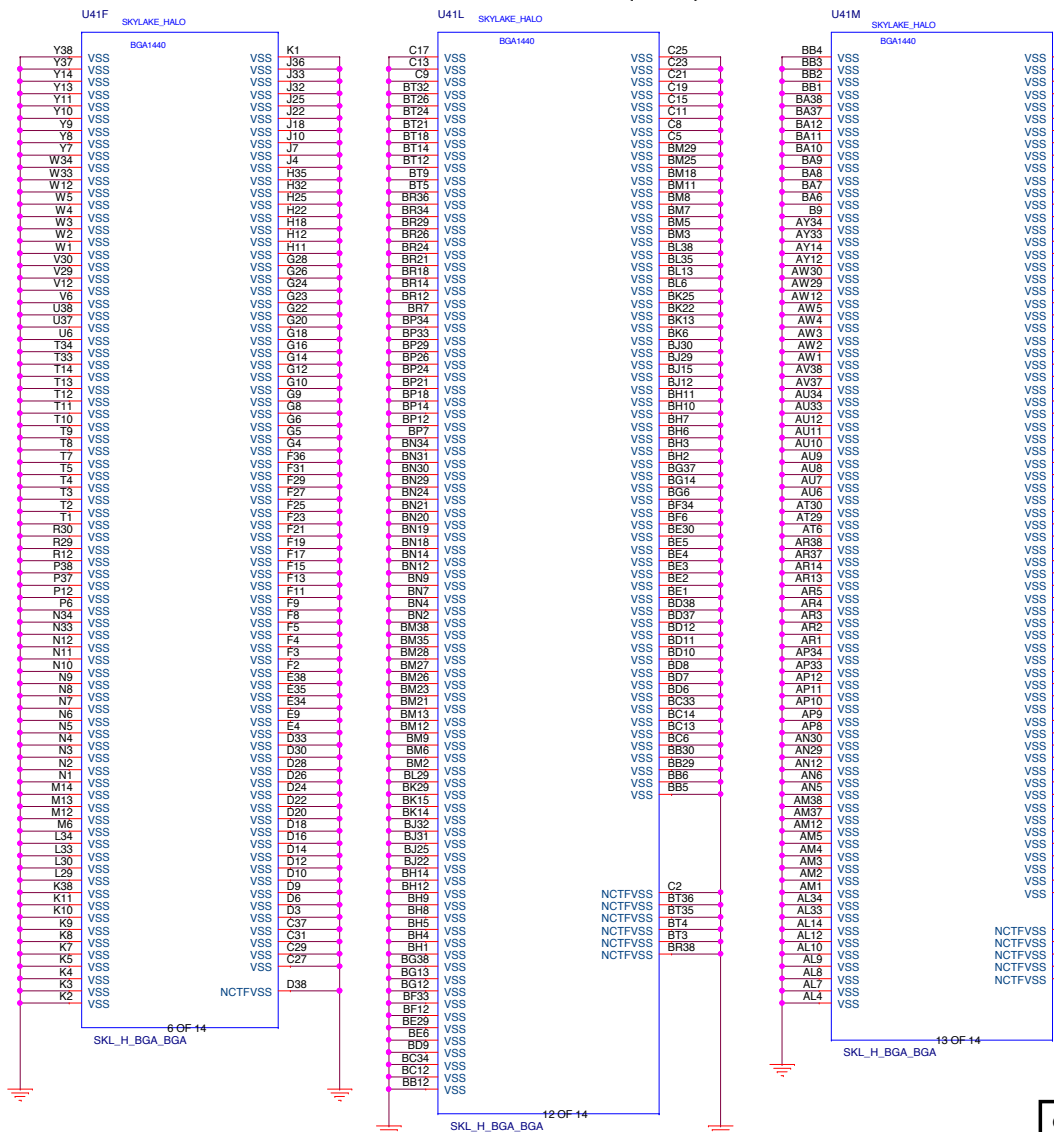 U41F
SKYLAKE_HALO
BGA1440
Y38 VSS VSS K1
Y37 VSS VSS J36
Y14 VSS VSS J33
Y13 VSS VSS J32
Y11 VSS VSS J25
Y10 VSS VSS J22
Y9 VSS VSS J18
Y8 VSS VSS J10
Y7 VSS VSS J7
W34 VSS VSS J4
W33 VSS VSS H35
W12 VSS VSS H32
W5 VSS VSS H25
W4 VSS VSS H22
W3 VSS VSS H18
W2 VSS VSS H12
W1 VSS VSS H11
V30 VSS VSS G28
V29 VSS VSS G26
V12 VSS VSS G24
V6 VSS VSS G23
U38 VSS VSS G22
U37 VSS VSS G20
U6 VSS VSS G18
T34 VSS VSS G16
T33 VSS VSS G14
T14 VSS VSS G12
T13 VSS VSS G10
T12 VSS VSS G9
T11 VSS VSS G8
T10 VSS VSS G6
T9 VSS VSS G5
T8 VSS VSS G4
T7 VSS VSS F36
T5 VSS VSS F31
T4 VSS VSS F29
T3 VSS VSS F27
T2 VSS VSS F25
T1 VSS VSS F23
R30 VSS VSS F21
R29 VSS VSS F19
R12 VSS VSS F17
P38 VSS VSS F15
P37 VSS VSS F13
P12 VSS VSS F11
P6 VSS VSS F9
N34 VSS VSS F8
N33 VSS VSS F5
N12 VSS VSS F4
N11 VSS VSS F3
N10 VSS VSS F2
N9 VSS VSS E38
N8 VSS VSS E35
N7 VSS VSS E34
N6 VSS VSS E9
N5 VSS VSS E4
N4 VSS VSS D33
N3 VSS VSS D30
N2 VSS VSS D28
N1 VSS VSS D26
M14 VSS VSS D24
M13 VSS VSS D22
M12 VSS VSS D20
M6 VSS VSS D18
L34 VSS VSS D16
L33 VSS VSS D14
L30 VSS VSS D12
L29 VSS VSS D10
K38 VSS VSS D9
K11 VSS VSS D6
K10 VSS VSS D3
K9 VSS VSS C37
K8 VSS VSS C31
K7 VSS VSS C29
K5 VSS VSS C27
K4 VSS
K3 VSS NCTFVSS D38
K2 VSS
6 OF 14
SKL_H_BGA_BGA
U41L
SKYLAKE_HALO
BGA1440
C17 VSS VSS C25
C13 VSS VSS C23
C9 VSS VSS C21
BT32 VSS VSS C19
BT26 VSS VSS C15
BT24 VSS VSS C11
BT21 VSS VSS C8
BT18 VSS VSS C5
BT14 VSS VSS BM29
BT12 VSS VSS BM25
BT9 VSS VSS BM18
BT5 VSS VSS BM11
BR36 VSS VSS BM8
BR34 VSS VSS BM7
BR29 VSS VSS BM5
BR26 VSS VSS BM3
BR24 VSS VSS BL38
BR21 VSS VSS BL35
BR18 VSS VSS BL13
BR14 VSS VSS BL6
BR12 VSS VSS BK25
BR7 VSS VSS BK22
BP34 VSS VSS BK13
BP33 VSS VSS BK6
BP29 VSS VSS BJ30
BP26 VSS VSS BJ29
BP24 VSS VSS BJ15
BP21 VSS VSS BJ12
BP18 VSS VSS BH11
BP14 VSS VSS BH10
BP12 VSS VSS BH7
BP7 VSS VSS BH6
BN34 VSS VSS BH3
BN31 VSS VSS BH2
BN30 VSS VSS BG37
BN29 VSS VSS BG14
BN24 VSS VSS BG6
BN21 VSS VSS BF34
BN20 VSS VSS BF6
BN19 VSS VSS BE30
BN18 VSS VSS BE5
BN14 VSS VSS BE4
BN12 VSS VSS BE3
BN9 VSS VSS BE2
BN7 VSS VSS BE1
BN4 VSS VSS BD38
BN2 VSS VSS BD37
BM38 VSS VSS BD12
BM35 VSS VSS BD11
BM28 VSS VSS BD10
BM27 VSS VSS BD8
BM26 VSS VSS BD7
BM23 VSS VSS BD6
BM21 VSS VSS BC33
BM13 VSS VSS BC14
BM12 VSS VSS BC13
BM9 VSS VSS BC6
BM6 VSS VSS BB30
BM2 VSS VSS BB29
BL29 VSS VSS BB6
BK29 VSS VSS BB5
BK15 VSS
BK14 VSS
BJ32 VSS
BJ31 VSS
BJ25 VSS
BJ22 VSS
BH14 VSS
BH12 VSS NCTFVSS C2
BH9 VSS NCTFVSS BT36
BH8 VSS NCTFVSS BT35
BH5 VSS NCTFVSS BT4
BH4 VSS NCTFVSS BT3
BH1 VSS NCTFVSS BR38
BG38 VSS
BG13 VSS
BG12 VSS
BF33 VSS
BF12 VSS
BE29 VSS
BE6 VSS
BD9 VSS
BC34 VSS
BC12 VSS
BB12 VSS
12 OF 14
SKL_H_BGA_BGA
U41M
SKYLAKE_HALO
BGA1440
BB4 VSS VSS
BB3 VSS VSS
BB2 VSS VSS
BB1 VSS VSS
BA38 VSS VSS
BA37 VSS VSS
BA12 VSS VSS
BA11 VSS VSS
BA10 VSS VSS
BA9 VSS VSS
BA8 VSS VSS
BA7 VSS VSS
BA6 VSS VSS
B9 VSS VSS
AY34 VSS VSS
AY33 VSS VSS
AY14 VSS VSS
AY12 VSS VSS
AW30 VSS VSS
AW29 VSS VSS
AW12 VSS VSS
AW5 VSS VSS
AW4 VSS VSS
AW3 VSS VSS
AW2 VSS VSS
AW1 VSS VSS
AV38 VSS VSS
AV37 VSS VSS
AU34 VSS VSS
AU33 VSS VSS
AU12 VSS VSS
AU11 VSS VSS
AU10 VSS VSS
AU9 VSS VSS
AU8 VSS VSS
AU7 VSS VSS
AU6 VSS VSS
AT30 VSS VSS
AT29 VSS VSS
AT6 VSS VSS
AR38 VSS VSS
AR37 VSS VSS
AR14 VSS VSS
AR13 VSS VSS
AR5 VSS VSS
AR4 VSS VSS
AR3 VSS VSS
AR2 VSS VSS
AR1 VSS VSS
AP34 VSS VSS
AP33 VSS VSS
AP12 VSS VSS
AP11 VSS VSS
AP10 VSS VSS
AP9 VSS VSS
AP8 VSS VSS
AN30 VSS VSS
AN29 VSS VSS
AN12 VSS VSS
AN6 VSS VSS
AN5 VSS VSS
AM38 VSS VSS
AM37 VSS VSS
AM12 VSS VSS
AM5 VSS VSS
AM4 VSS VSS
AM3 VSS VSS
AM2 VSS VSS
AM1 VSS VSS
AL34 VSS
AL33 VSS
AL14 VSS NCTFVSS
AL12 VSS NCTFVSS
AL10 VSS NCTFVSS
AL9 VSS NCTFVSS
AL8 VSS NCTFVSS
AL7 VSS
AL4 VSS
13 OF 14
SKL_H_BGA_BGA